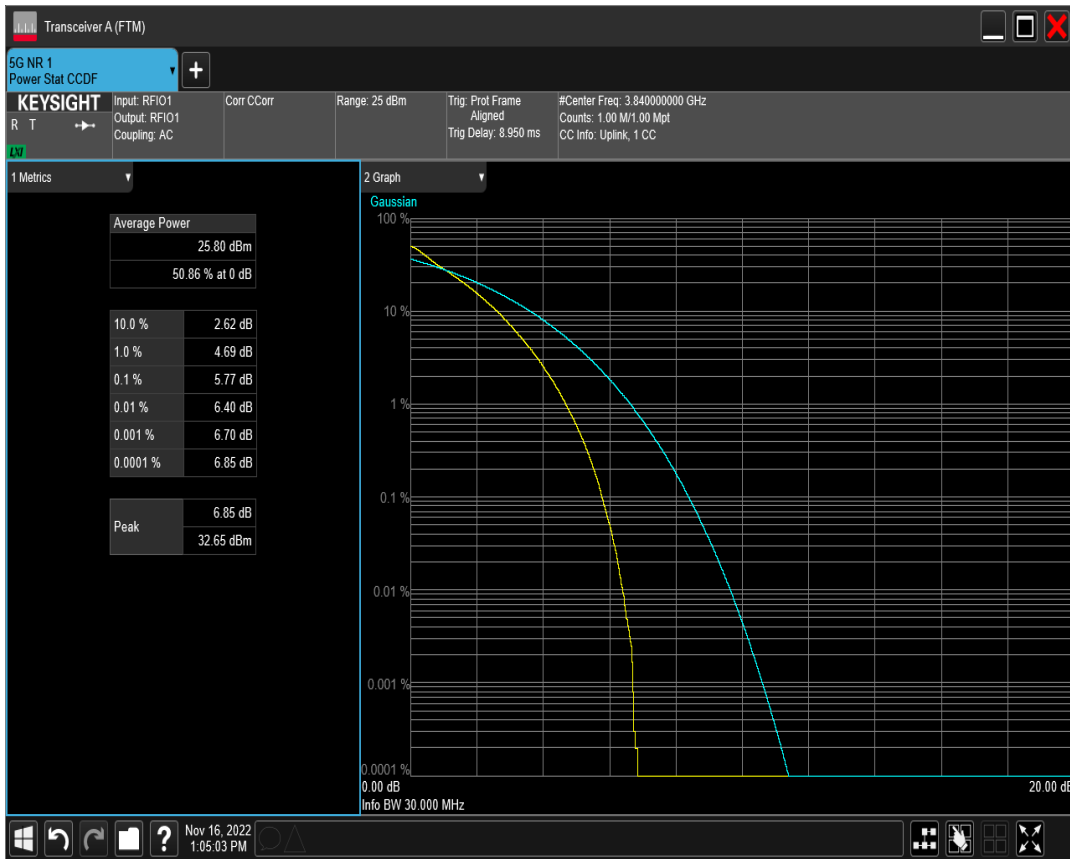 Transceiver A (FTM)
5G NR 1
Power Stat CCDF
+
KEYSIGHT
R T
LXI
Input: RFIO1
Output: RFIO1
Coupling: AC
Corr CCorr
Range: 25 dBm
Trig: Prot Frame
Aligned
Trig Delay: 8.950 ms
#Center Freq: 3.840000000 GHz
Counts: 1.00 M/1.00 Mpt
CC Info: Uplink, 1 CC
1 Metrics
Average Power
25.80 dBm
50.86 % at 0 dB
10.0 % 2.62 dB
1.0 % 4.69 dB
0.1 % 5.77 dB
0.01 % 6.40 dB
0.001 % 6.70 dB
0.0001 % 6.85 dB
Peak
6.85 dB
32.65 dBm
2 Graph
Gaussian
100 %
10 %
1 %
0.1 %
0.01 %
0.001 %
0.0001 %
0.00 dB 20.00 dB
Info BW 30.000 MHz
?
Nov 16, 2022
1:05:03 PM